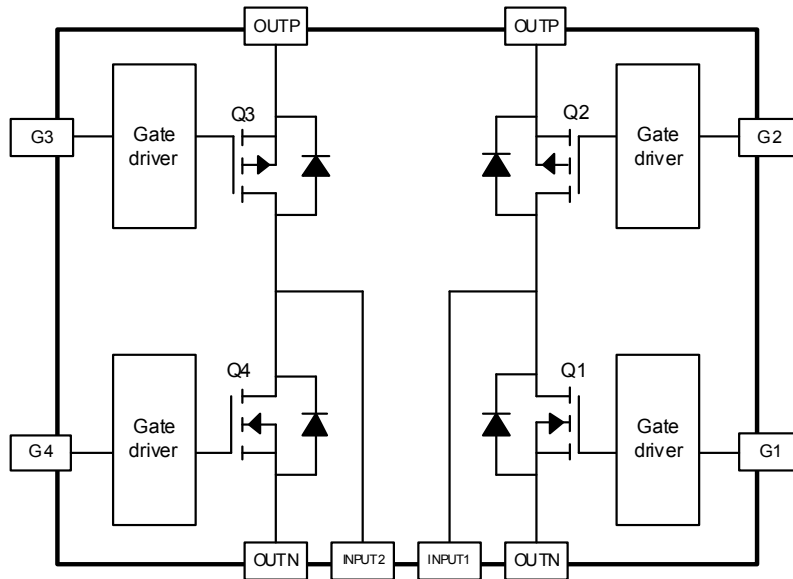 OUTP
OUTP
Q3
Q2
G3
Gate
driver
Gate
driver
G2
Q4
Q1
Gate
driver
Gate
driver
G4
G1
OUTN
INPUT2
INPUT1
OUTN